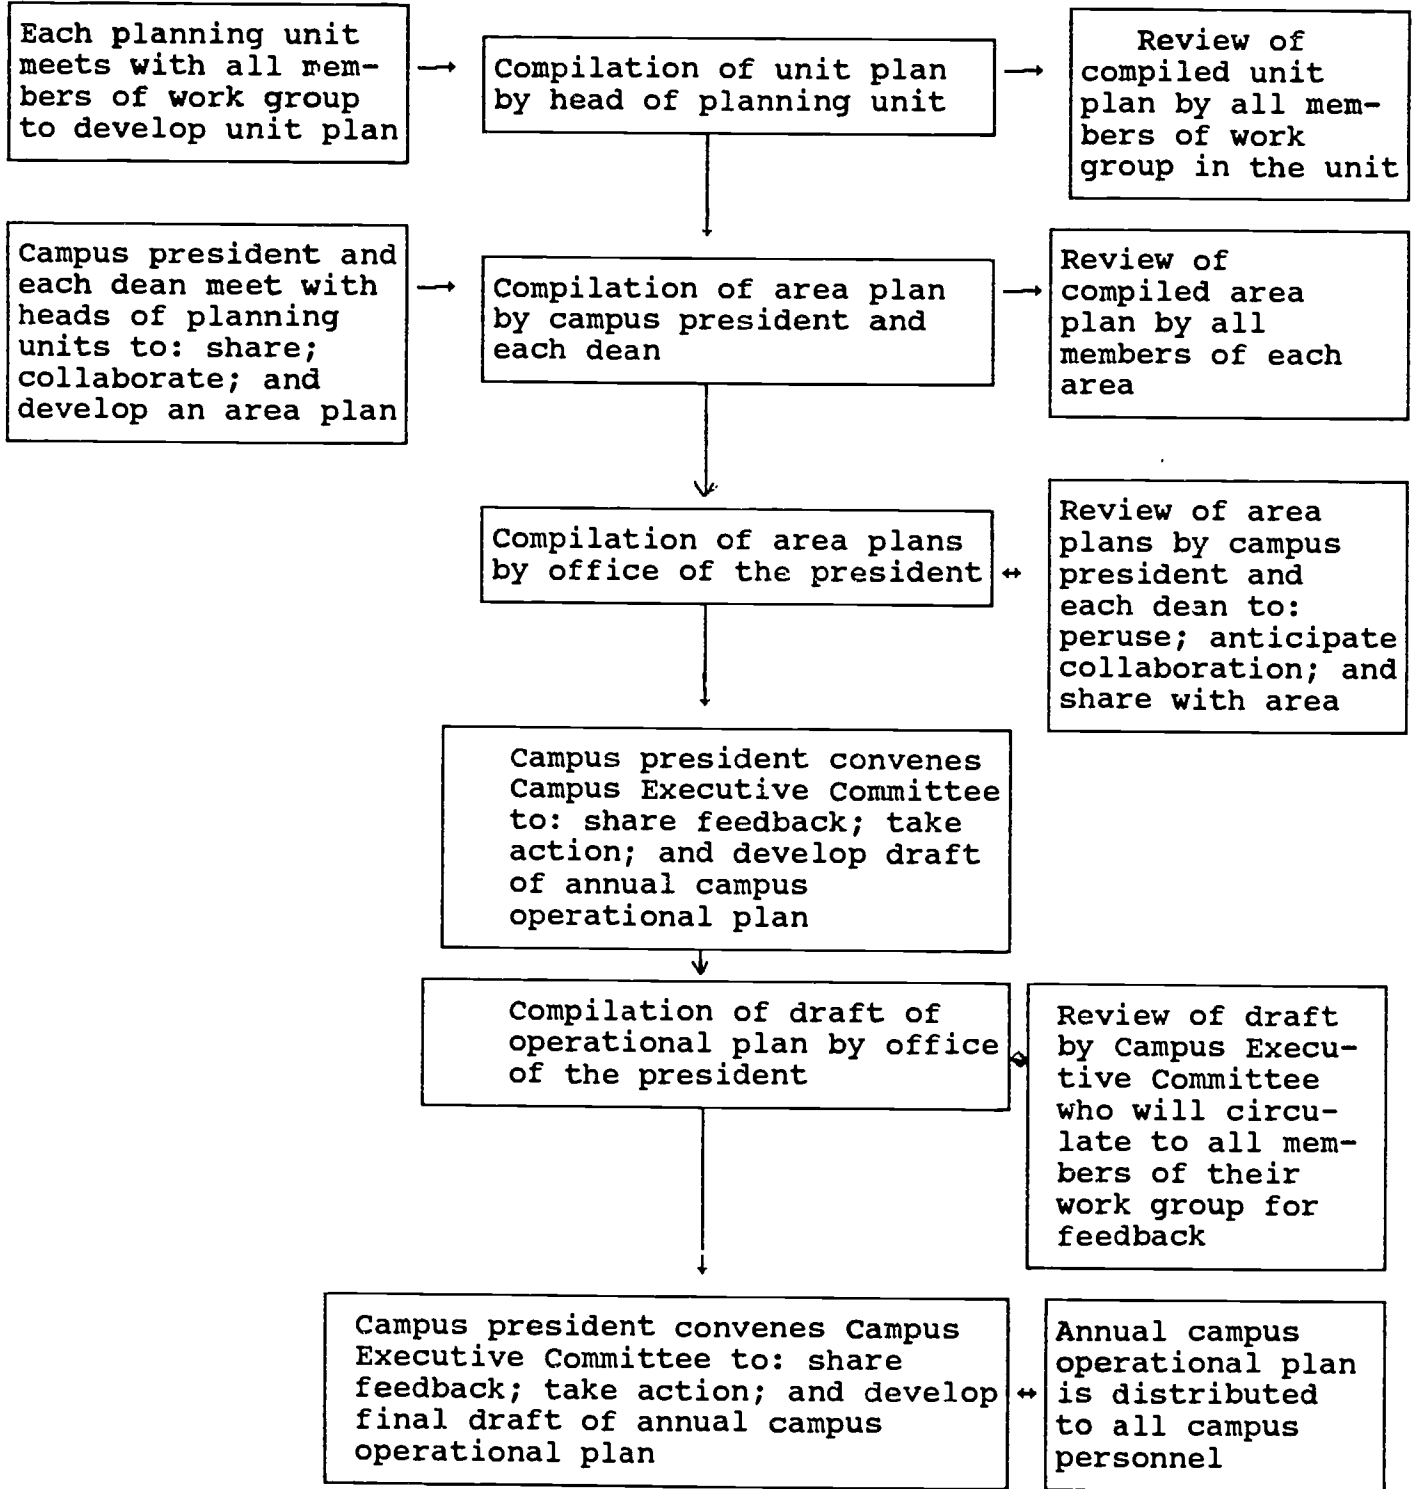 Each planning unit
meets with all mem-
bers of work group
to develop unit plan
Compilation of unit plan
by head of planning unit
Review of
compiled unit
plan by all mem-
bers of work
group in the unit
Campus president and
each dean meet with
heads of planning
units to: share;
collaborate; and
develop an area plan
Compilation of area plan
by campus president and
each dean
Review of
compiled area
plan by all
members of each
area
Compilation of area plans
by office of the president
Review of area
plans by campus
president and
each dean to:
peruse; anticipate
collaboration; and
share with area
Campus president convenes
Campus Executive Committee
to: share feedback; take
action; and develop draft
of annual campus
operational plan
Compilation of draft of
operational plan by office
of the president
Review of draft
by Campus Execu-
tive Committee
who will circu-
late to all mem-
bers of their
work group for
feedback
Campus president convenes Campus
Executive Committee to: share
feedback; take action; and develop
final draft of annual campus
operational plan
Annual campus
operational plan
is distributed
to all campus
personnel